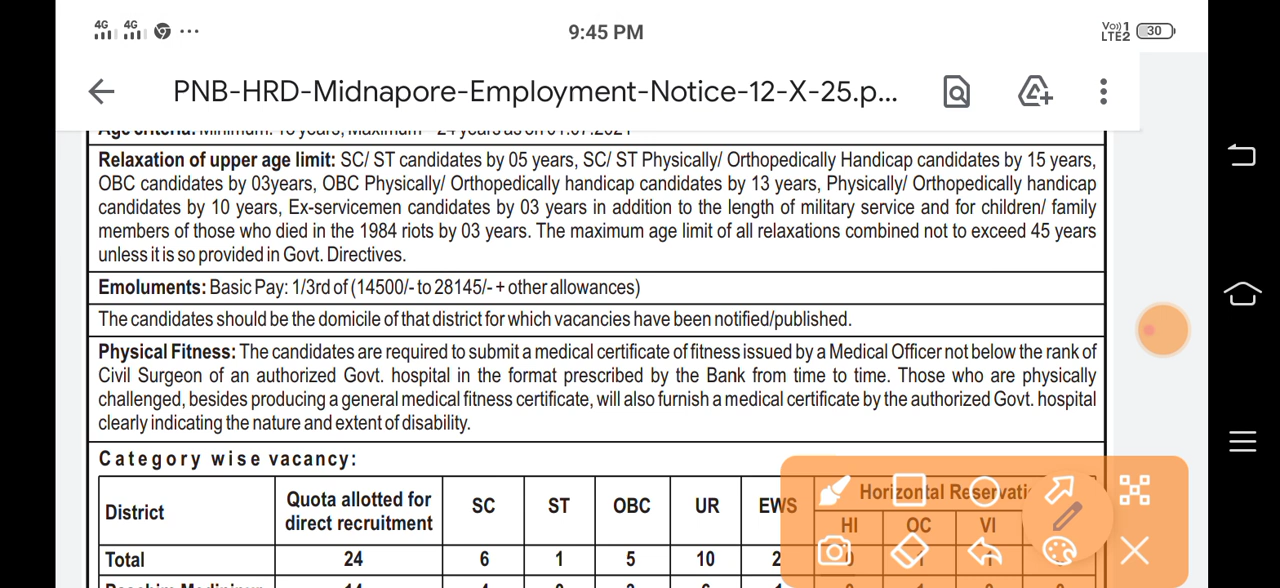 4G 4G ...
9:45 PM
Vo)) 1
LTE2
30
PNB-HRD-Midnapore-Employment-Notice-12-X-25.p...
Relaxation of upper age limit: SC/ ST candidates by 05 years, SC/ ST Physically/ Orthopedically Handicap candidates by 15 years,
OBC candidates by 03years, OBC Physically/ Orthopedically handicap candidates by 13 years, Physically/ Orthopedically handicap
candidates by 10 years, Ex-servicemen candidates by 03 years in addition to the length of military service and for children/ family
members of those who died in the 1984 riots by 03 years. The maximum age limit of all relaxations combined not to exceed 45 years
unless it is so provided in Govt. Directives.
Emoluments: Basic Pay: 1/3rd of (14500/- to 28145/- + other allowances)
The candidates should be the domicile of that district for which vacancies have been notified/published.
Physical Fitness: The candidates are required to submit a medical certificate of fitness issued by a Medical Officer not below the rank of
Civil Surgeon of an authorized Govt. hospital in the format prescribed by the Bank from time to time. Those who are physically
challenged, besides producing a general medical fitness certificate, will also furnish a medical certificate by the authorized Govt. hospital
clearly indicating the nature and extent of disability.
Category wise vacancy:
District Quota allotted for direct recruitment SC ST OBC UR EWS Horizontal
HI OC VI
Total 24 6 1 5 10 2